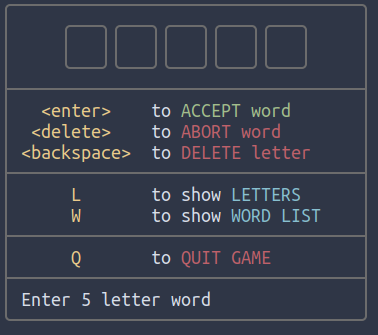 <enter> to ACCEPT word
<delete> to ABORT word
<backspace> to DELETE letter
L to show LETTERS
W to show WORD LIST
Q to QUIT GAME
Enter 5 letter word